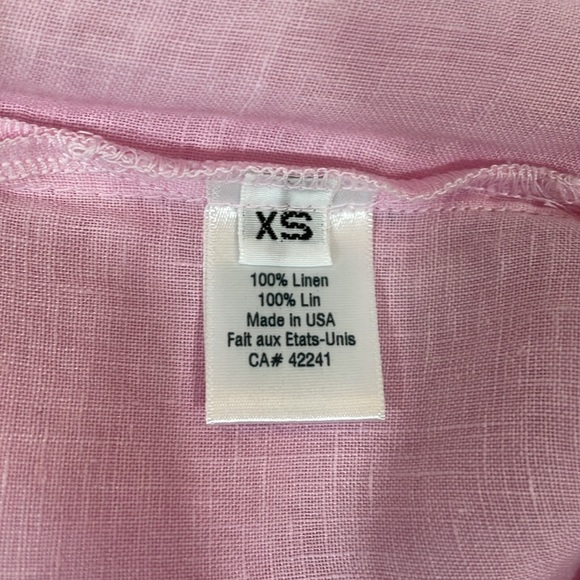 XS
100% Linen
100% Lin
Made in USA
Fait aux Etats-Unis
CA# 42241